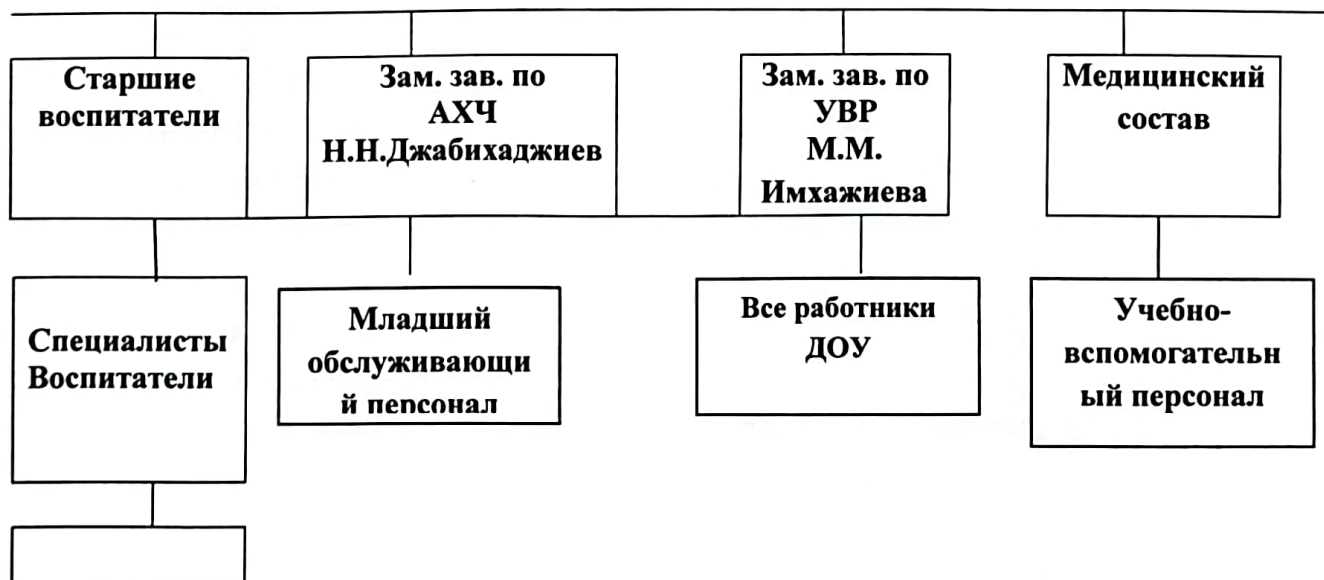 Старшие
воспитатели
Зам. зав. по
АХЧ
Н.Н.Джабихаджиев
Зам. зав. по
УВР
М.М.
Имхажиева
Медицинский
состав
Специалисты
Воспитатели
Младший
обслуживающи
й персонал
Все работники
ДОУ
Учебно-
вспомогательн
ый персонал